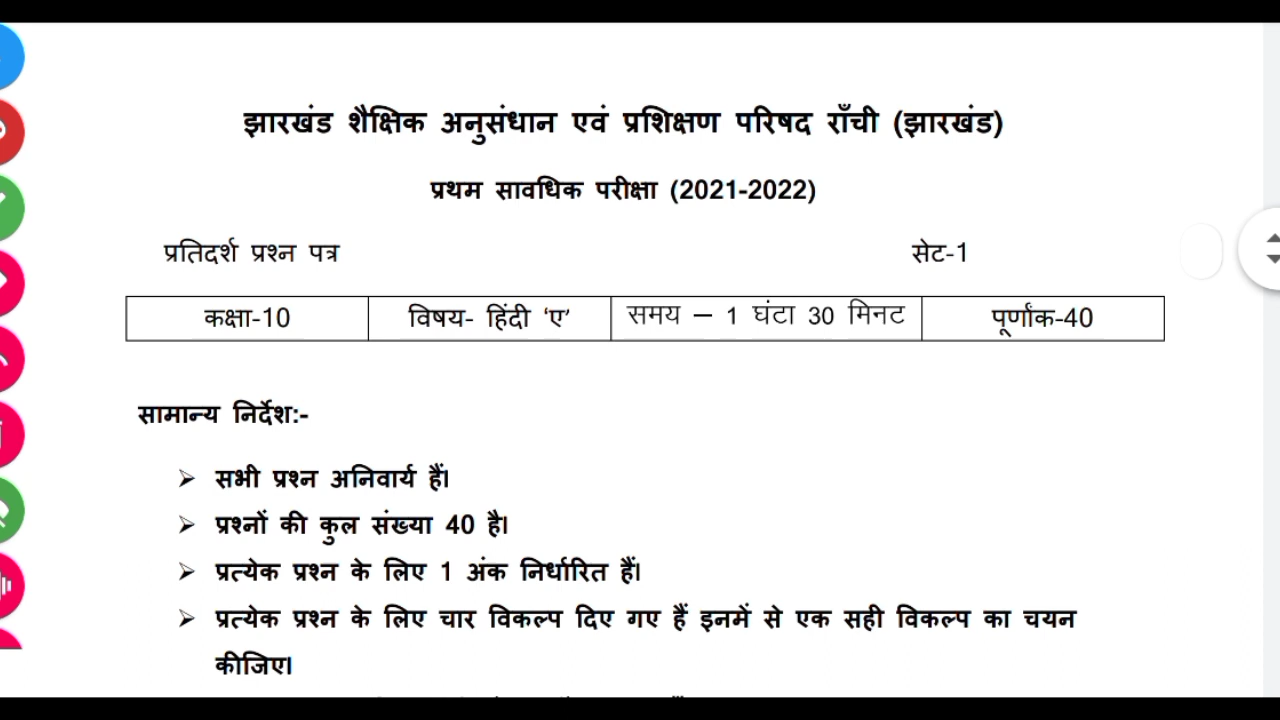 झारखंड शैक्षिक अनुसंधान एवं प्रशिक्षण परिषद राँची (झारखंड)
प्रथम सावधिक परीक्षा (2021-2022)
प्रतिदर्श प्रश्न पत्र सेट-1
कक्षा-10 विषय- हिंदी ‘ए’ समय – 1 घंटा 30 मिनट पूर्णांक-40
सामान्य निर्देश:-
➢ सभी प्रश्न अनिवार्य हैं।
➢ प्रश्नों की कुल संख्या 40 है।
➢ प्रत्येक प्रश्न के लिए 1 अंक निर्धारित हैं।
➢ प्रत्येक प्रश्न के लिए चार विकल्प दिए गए हैं इनमें से एक सही विकल्प का चयन
कीजिए।